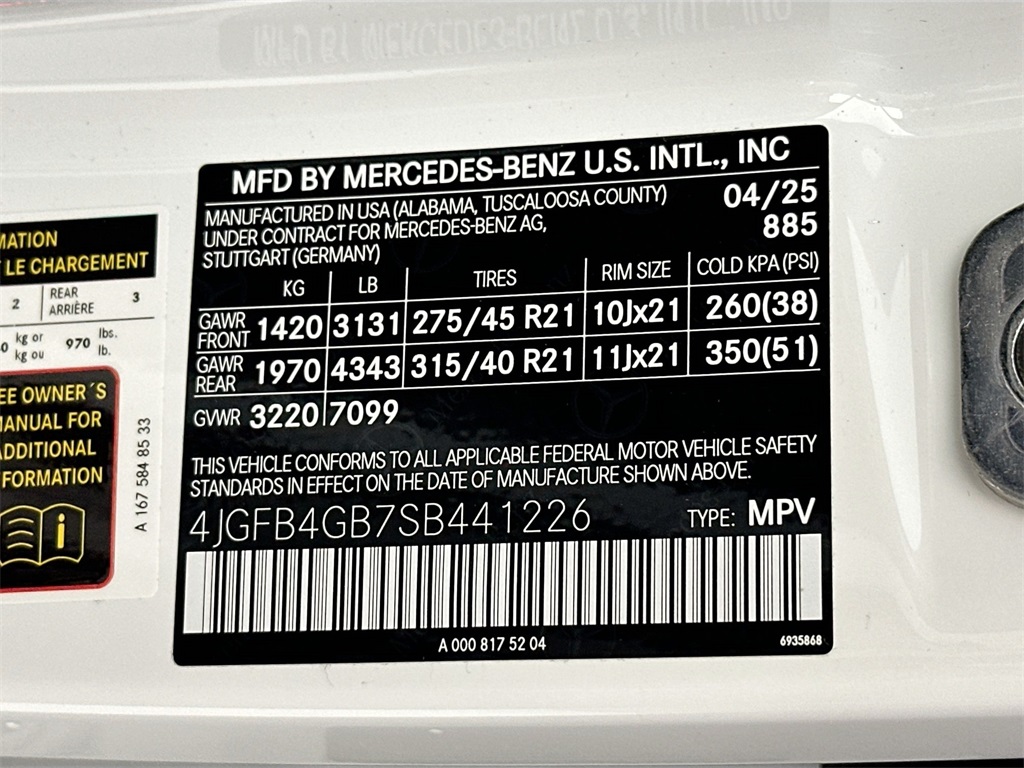 MFD BY MERCEDES-BENZ U.S. INTL., INC
MANUFACTURED IN USA (ALABAMA, TUSCALOOSA COUNTY) 04/25
UNDER CONTRACT FOR MERCEDES-BENZ AG, 885
STUTTGART (GERMANY)
KG LB TIRES RIM SIZE COLD KPA (PSI)
GAWR FRONT 1420 3131 275/45 R21 10Jx21 260(38)
GAWR REAR 1970 4343 315/40 R21 11Jx21 350(51)
GVWR 3220 7099
THIS VEHICLE CONFORMS TO ALL APPLICABLE FEDERAL MOTOR VEHICLE SAFETY
STANDARDS IN EFFECT ON THE DATE OF MANUFACTURE SHOWN ABOVE.
4JGFB4GB7SB441226 TYPE: MPV
A 000 817 52 04 6935868
LE CHARGEMENT
2 REAR 3
ARRIÈRE
kg or 970 lbs.
kg ou lb.
OWNER´S
FOR
A 167 584 85 33